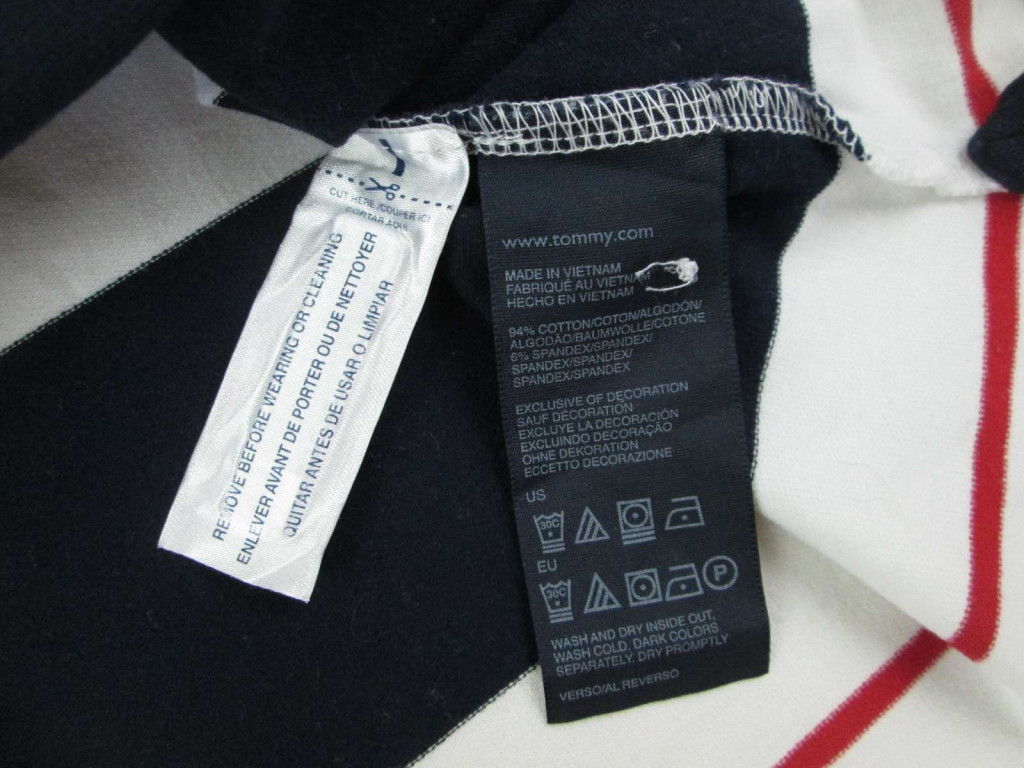 CUT HERE /COUPER ICI
CORTAR AQUI
REMOVE BEFORE WEARING OR CLEANING
ENLEVER AVANT DE PORTER OU DE NETTOYER
QUITAR ANTES DE USAR O LIMPIAR
www.tommy.com
MADE IN VIETNAM
FABRIQUÉ AU VIETNAM
HECHO EN VIETNAM
94% COTTON/COTON/ALGODÓN/
ALGODÃO/BAUMWOLLE/COTONE
6% SPANDEX/SPANDEX/
SPANDEX/SPANDEX/
SPANDEX/SPANDEX
EXCLUSIVE OF DECORATION
SAUF DÉCORATION
EXCLUYE LA DECORACIÓN
EXCLUINDO DECORAÇÃO
OHNE DEKORATION
ECCETTO DECORAZIONE
US
30C
EU
30C P
WASH AND DRY INSIDE OUT,
WASH COLD. DARK COLORS
SEPARATELY. DRY PROMPTLY
VERSO/AL REVERSO